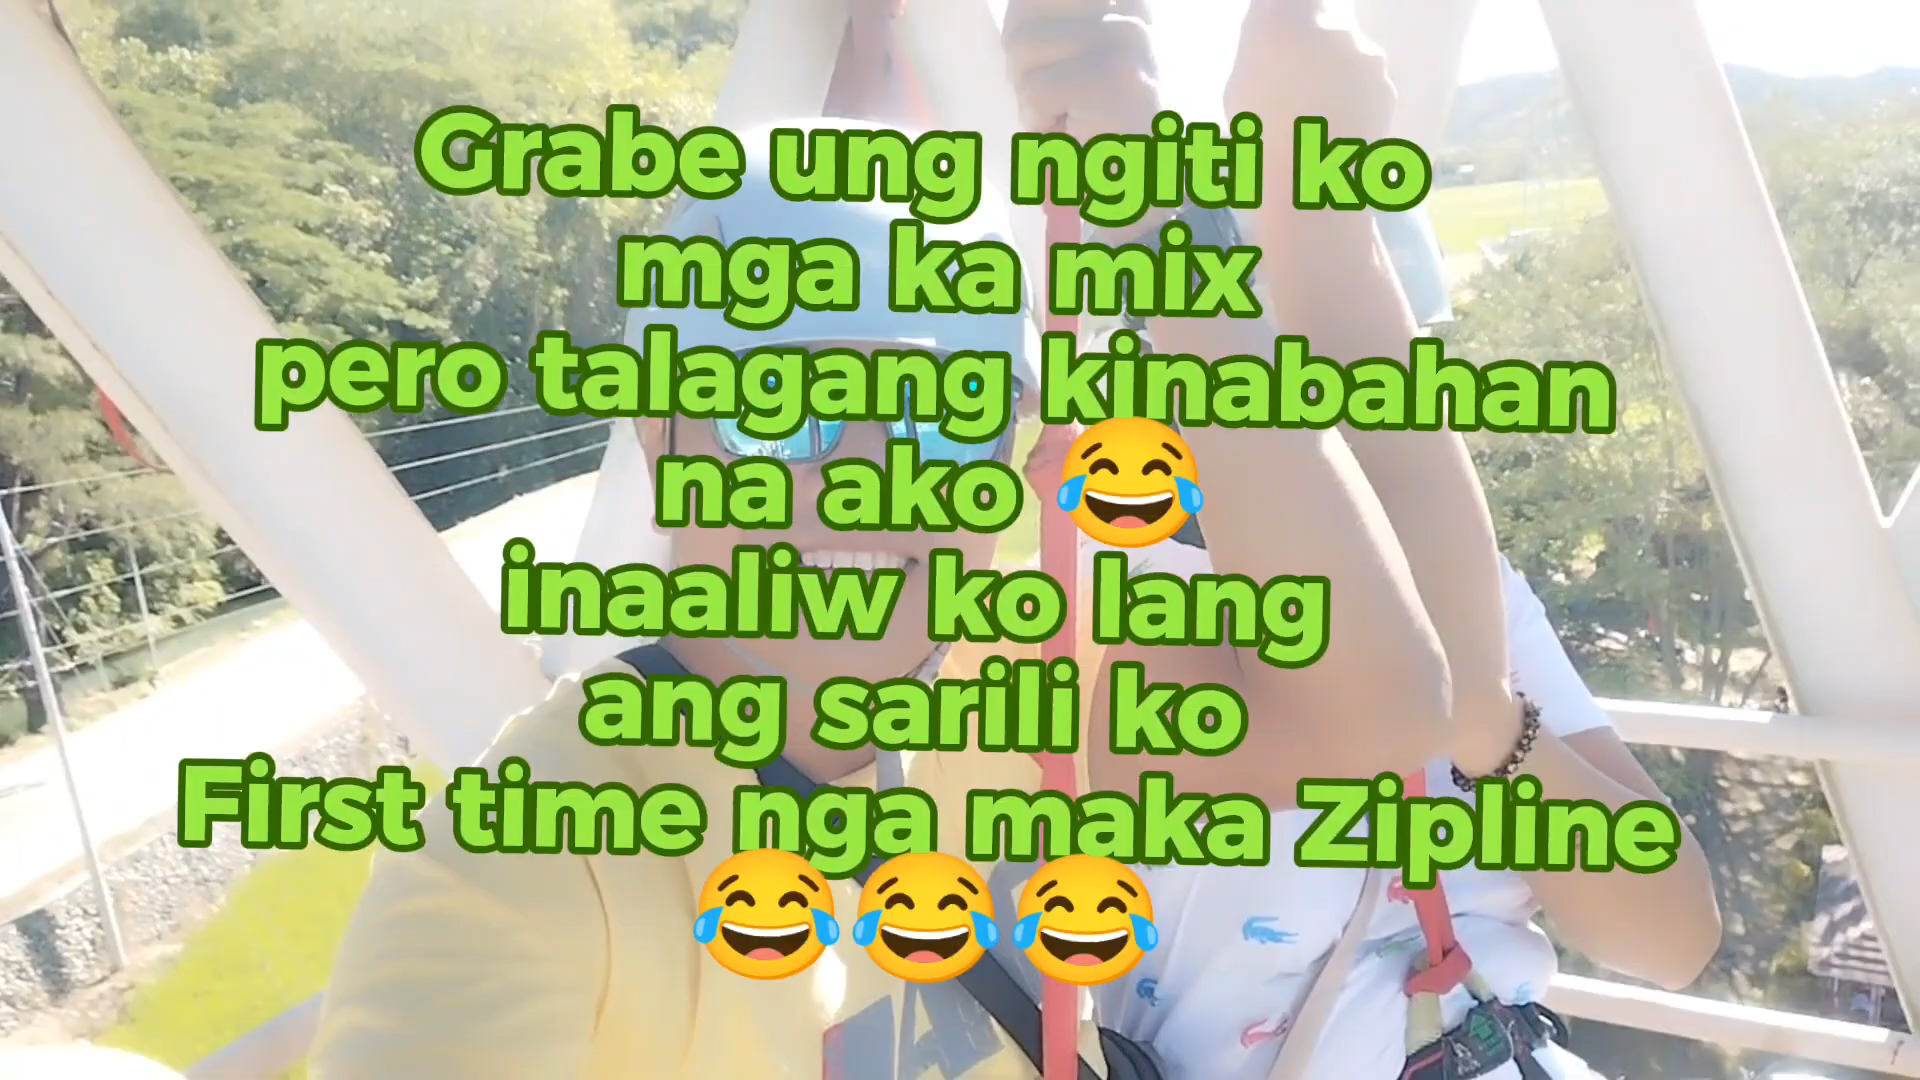 Grabe ung ngiti ko
mga ka mix
pero talagang kinabahan
na ako 😂
inaaliw ko lang
ang sarili ko
First time nga maka Zipline
😂😂😂